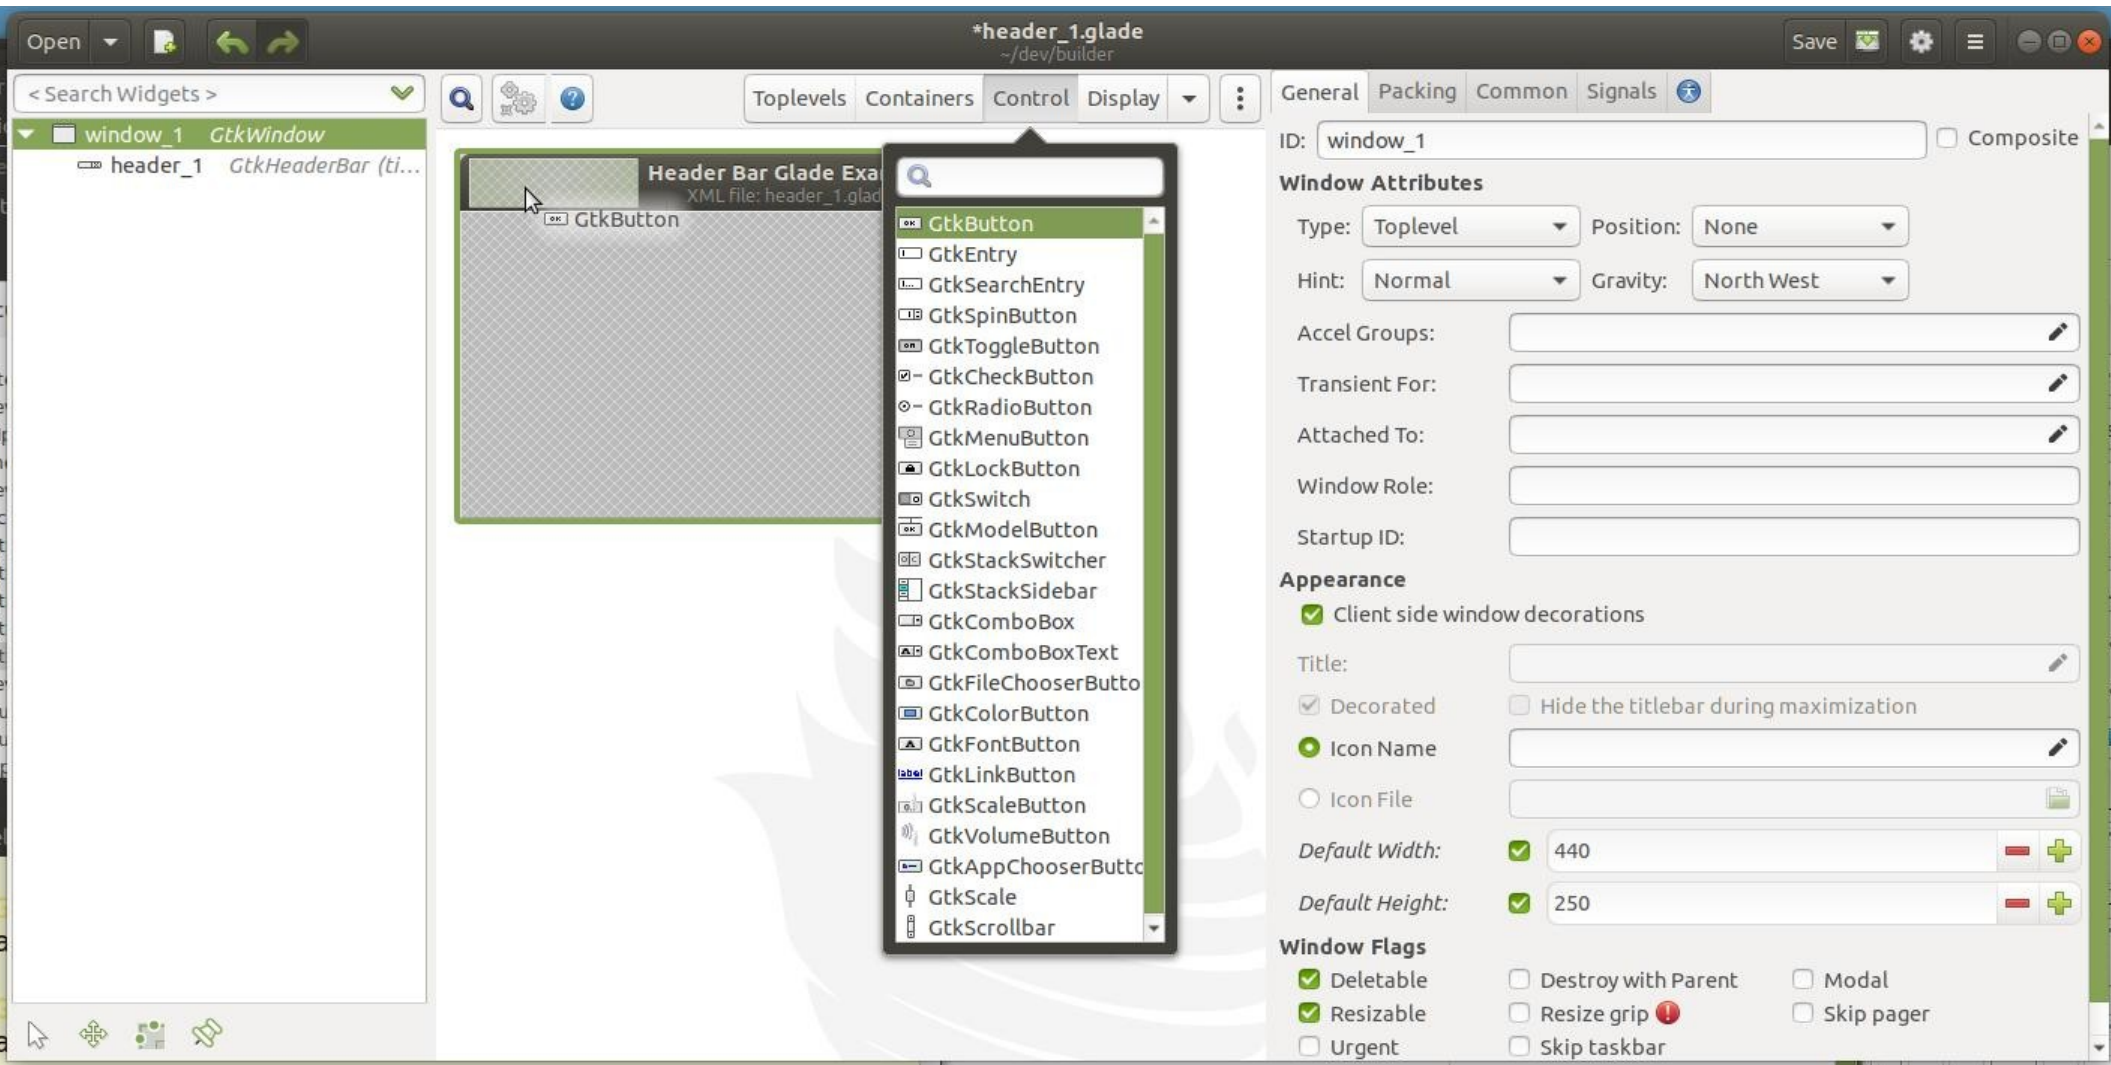 Open
*header_1.glade
~/dev/builder
Save
< Search Widgets >
window_1 GtkWindow
header_1 GtkHeaderBar (ti...
Toplevels Containers Control Display
Header Bar Glade Exa
XML file: header_1.glad
GtkButton
GtkButton
GtkEntry
GtkSearchEntry
GtkSpinButton
GtkToggleButton
GtkCheckButton
GtkRadioButton
GtkMenuButton
GtkLockButton
GtkSwitch
GtkModelButton
GtkStackSwitcher
GtkStackSidebar
GtkComboBox
GtkComboBoxText
GtkFileChooserButto
GtkColorButton
GtkFontButton
GtkLinkButton
GtkScaleButton
GtkVolumeButton
GtkAppChooserButtc
GtkScale
GtkScrollbar
General Packing Common Signals
ID: window_1 Composite
Window Attributes
Type: Toplevel Position: None
Hint: Normal Gravity: North West
Accel Groups:
Transient For:
Attached To:
Window Role:
Startup ID:
Appearance
Client side window decorations
Title:
Decorated Hide the titlebar during maximization
Icon Name
Icon File
Default Width: 440
Default Height: 250
Window Flags
Deletable Destroy with Parent Modal
Resizable Resize grip Skip pager
Urgent Skip taskbar